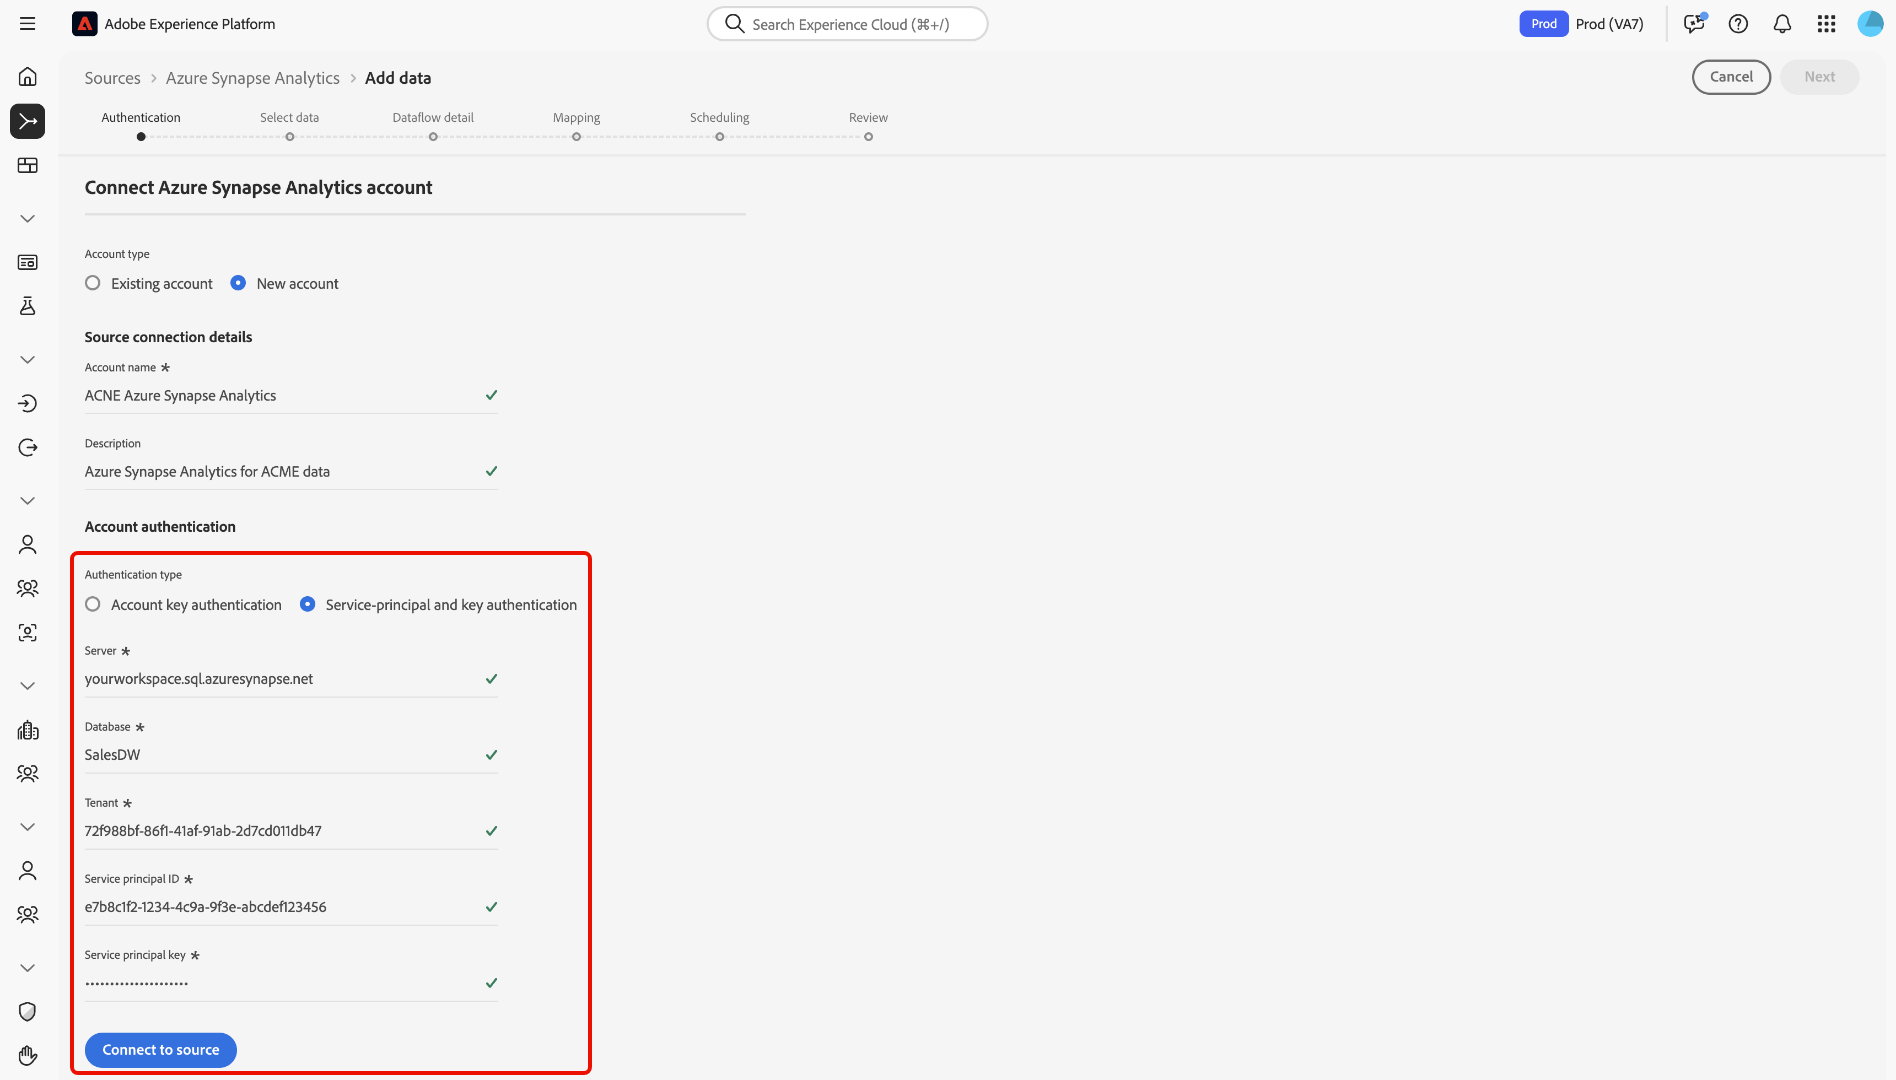 Adobe Experience Platform
Search Experience Cloud (⌘+/)
Prod Prod (VA7)
Sources > Azure Synapse Analytics > Add data
Cancel Next
Authentication Select data Dataflow detail Mapping Scheduling Review
Connect Azure Synapse Analytics account
Account type
Existing account New account
Source connection details
Account name *
ACNE Azure Synapse Analytics
Description
Azure Synapse Analytics for ACME data
Account authentication
Authentication type
Account key authentication Service-principal and key authentication
Server *
yourworkspace.sql.azuresynapse.net
Database *
SalesDW
Tenant *
72f988bf-86f1-41af-91ab-2d7cd011db47
Service principal ID *
e7b8c1f2-1234-4c9a-9f3e-abcdef123456
Service principal key *
•••••••••••••••••••••
Connect to source